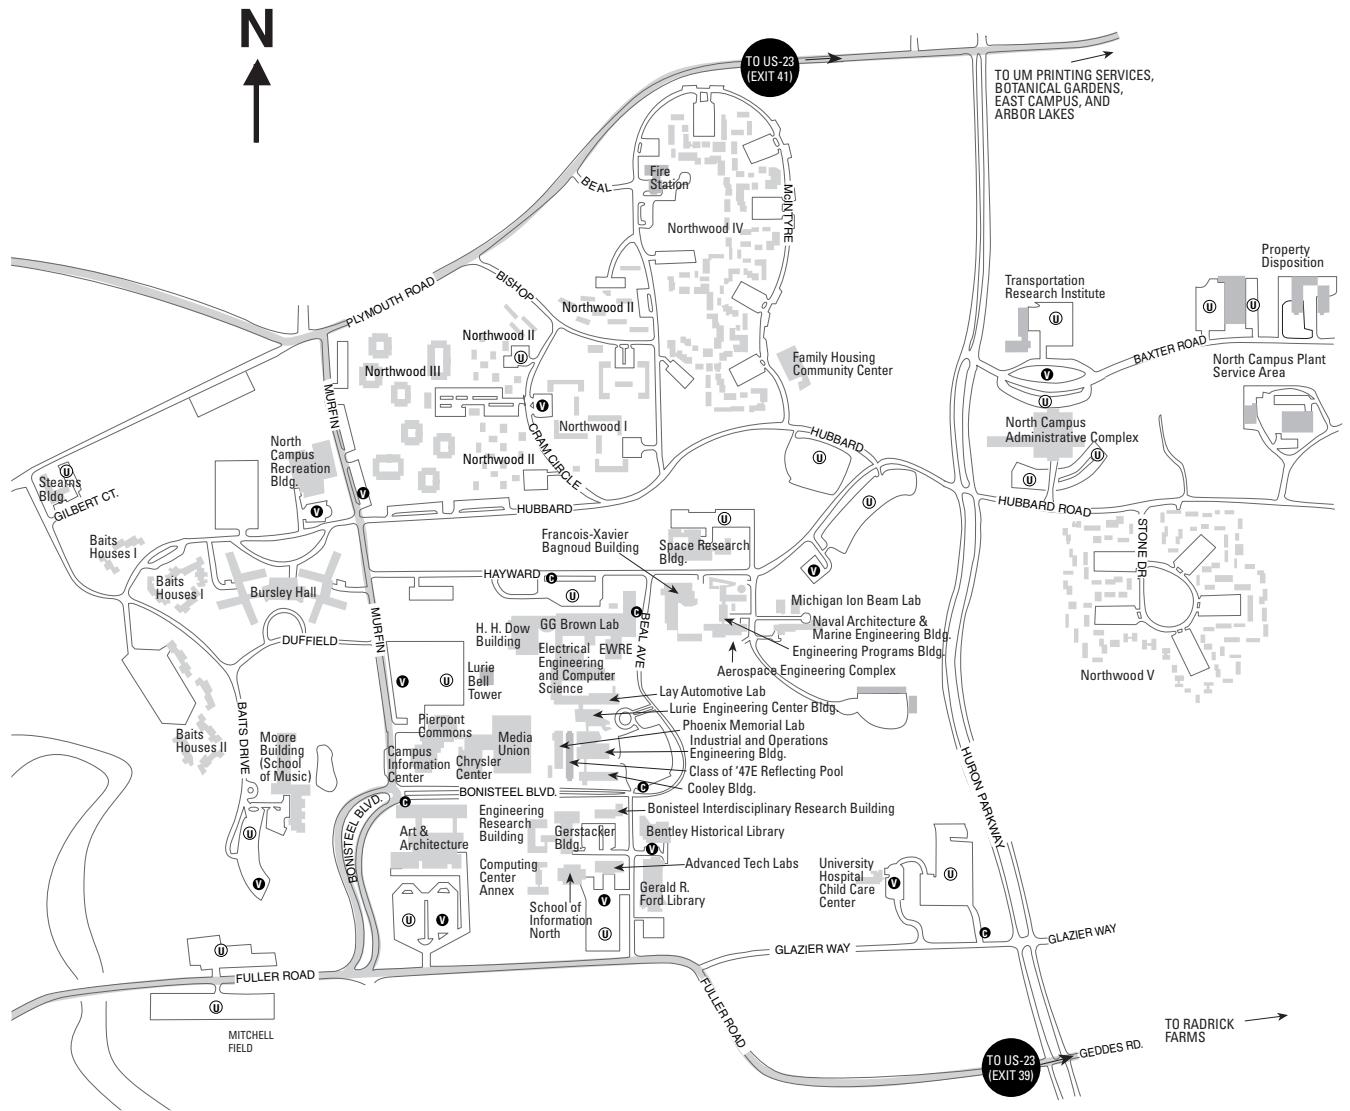 N
TO US-23
(EXIT 41)
TO UM PRINTING SERVICES,
BOTANICAL GARDENS,
EAST CAMPUS, AND
ARBOR LAKES
BEAL
Fire
Station
McINTYRE
Northwood IV
Property
Disposition
PLYMOUTH ROAD
BISHOP
Transportation
Research Institute
Northwood II
U
U
U
Northwood II
U
BAXTER ROAD
Northwood III
Family Housing
Community Center
North Campus Plant
Service Area
V
MURFIN
V
U
Northwood I
CRAM CIRCLE
HUBBARD
North Campus
Administrative Complex
North
Campus
Recreation
Bldg.
Northwood II
U
U
U
Stearns
Bldg.
GILBERT CT.
V
V
U
U
HUBBARD
HUBBARD ROAD
U
Francois-Xavier
Bagnoud Building
Space Research
Bldg.
STONE DR.
Baits
Houses I
Baits
Houses I
Bursley Hall
HAYWARD
C
U
V
Michigan Ion Beam Lab
C
BEAL AVE
MURFIN
GG Brown Lab
Naval Architecture &
Marine Engineering Bldg.
H. H. Dow
Building
DUFFIELD
Electrical
Engineering
and Computer
Science
EWRE
Engineering Programs Bldg.
Aerospace Engineering Complex
Lurie
Bell
Tower
V
U
Northwood V
Lay Automotive Lab
Lurie Engineering Center Bldg.
Pierpont
Commons
Phoenix Memorial Lab
BAITS DRIVE
Baits
Houses II
Moore
Building
(School
of Music)
Media
Union
Industrial and Operations
Engineering Bldg.
Campus
Information
Center
Chrysler
Center
Class of '47E Reflecting Pool
HURON PARKWAY
Cooley Bldg.
C
BONISTEEL BLVD.
C
BONISTEEL BLVD.
Engineering
Research
Building
Bonisteel Interdisciplinary Research Building
U
Art &
Architecture
Gerstacker
Bldg.
Bentley Historical Library
V
Computing
Center
Annex
Advanced Tech Labs
University
Hospital
Child Care
Center
V
U
V
Gerald R.
Ford Library
School of
Information
North
V
U
V
U
C
GLAZIER WAY
GLAZIER WAY
U
FULLER ROAD
U
FULLER ROAD
MITCHELL
FIELD
TO RADRICK
FARMS
GEDDES RD.
TO US-23
(EXIT 39)